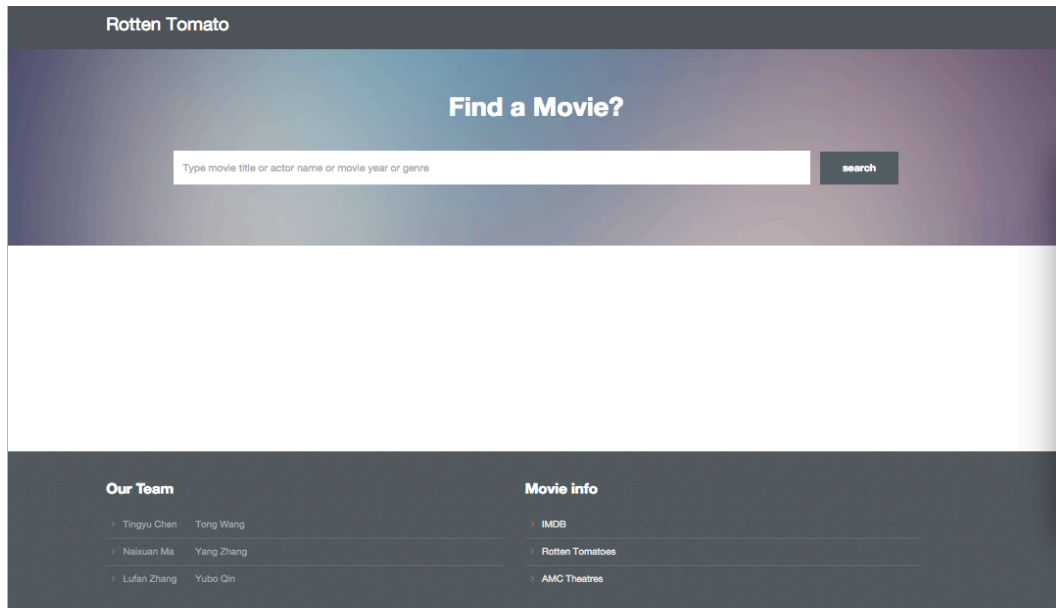 Rotten Tomato
Find a Movie?
Type movie title or actor name or movie year or genre
search
Our Team
Tingyu Chen Tong Wang
Naixuan Ma Yang Zhang
Lufan Zhang Yubo Qin
Movie info
IMDB
Rotten Tomatoes
AMC Theatres